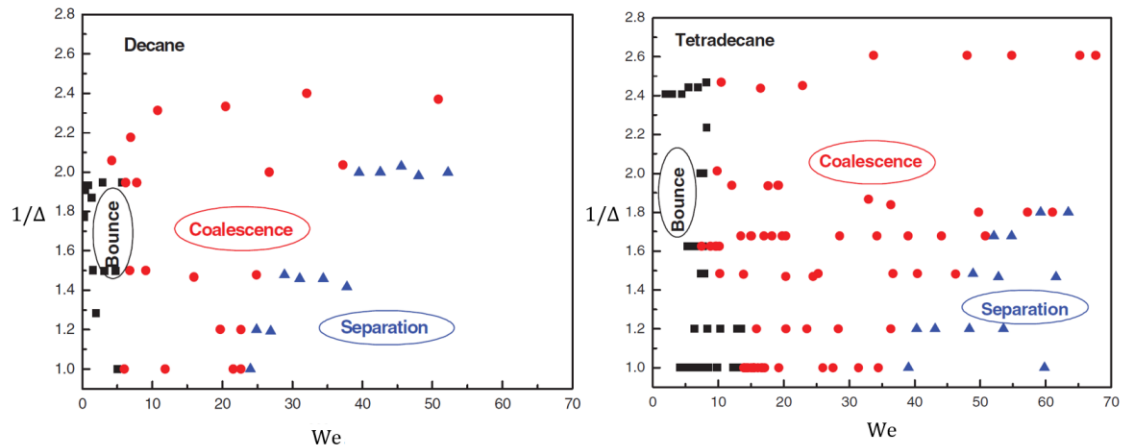 Decane
2.8
2.6
2.4
2.2
2.0
1.8
1.6
1.4
1.2
1.0
1/Δ
Bounce
Coalescence
Separation
0 10 20 30 40 50 60 70
We
Tetradecane
2.8
2.6
2.4
2.2
2.0
1.8
1.6
1.4
1.2
1.0
1/Δ
Bounce
Coalescence
Separation
0 10 20 30 40 50 60 70
We